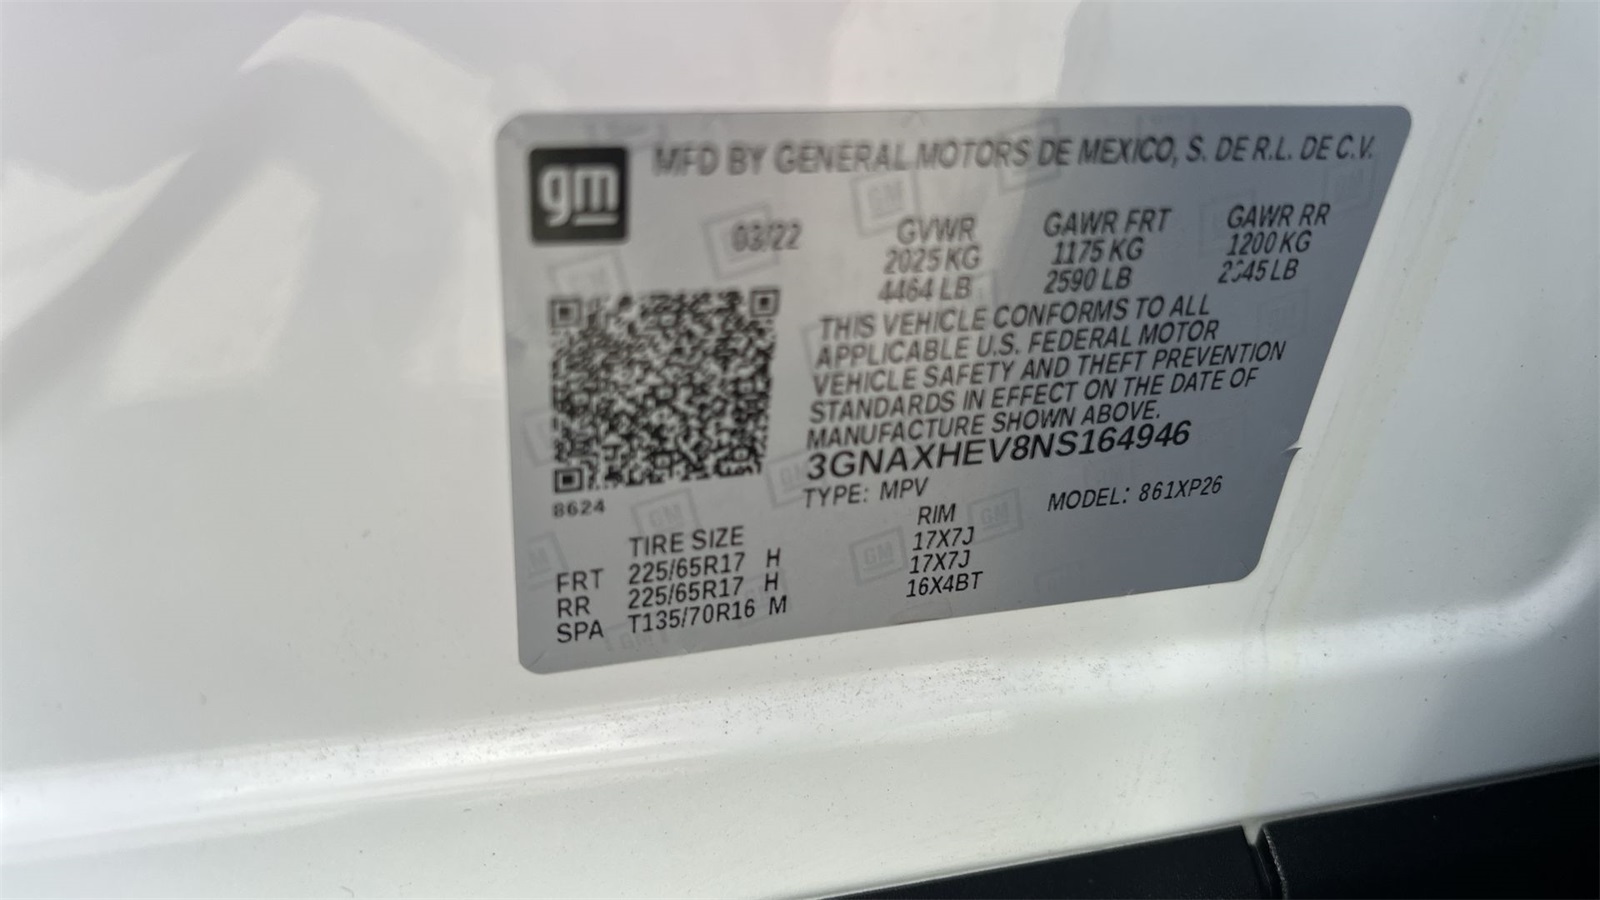 gm MFD BY GENERAL MOTORS DE MEXICO, S. DE R.L. DE C.V.
03/22 GVWR GAWR FRT GAWR RR
2025 KG 1175 KG 1200 KG
4464 LB 2590 LB LB
THIS VEHICLE CONFORMS TO ALL
APPLICABLE U.S. FEDERAL MOTOR
VEHICLE SAFETY AND THEFT PREVENTION
STANDARDS IN EFFECT ON THE DATE OF
MANUFACTURE SHOWN ABOVE.
3GNAXHEV8NS164946
8624 TYPE: MPV MODEL: 861XP26
TIRE SIZE RIM
FRT 225/65R17 H 17X7J
RR 225/65R17 H 17X7J
SPA T135/70R16 M 16X4BT